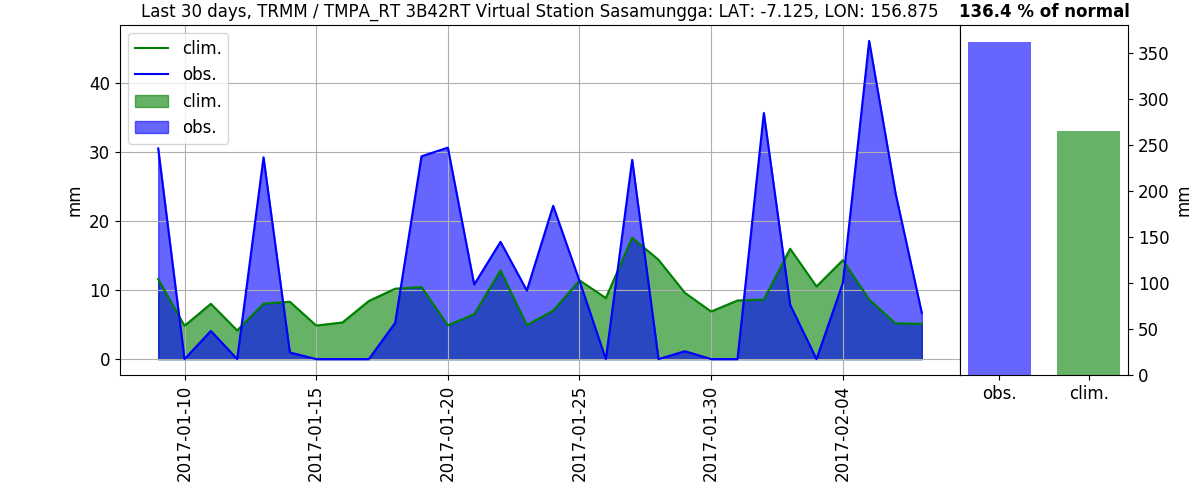 Last 30 days, TRMM / TMPA_RT 3B42RT Virtual Station Sasamungga: LAT: -7.125, LON: 156.875
136.4 % of normal
clim.
obs.
clim.
obs.
mm
40
30
20
10
0
2017-01-10
2017-01-15
2017-01-20
2017-01-25
2017-01-30
2017-02-04
350
300
250
200
150
100
50
0
mm
obs.
clim.